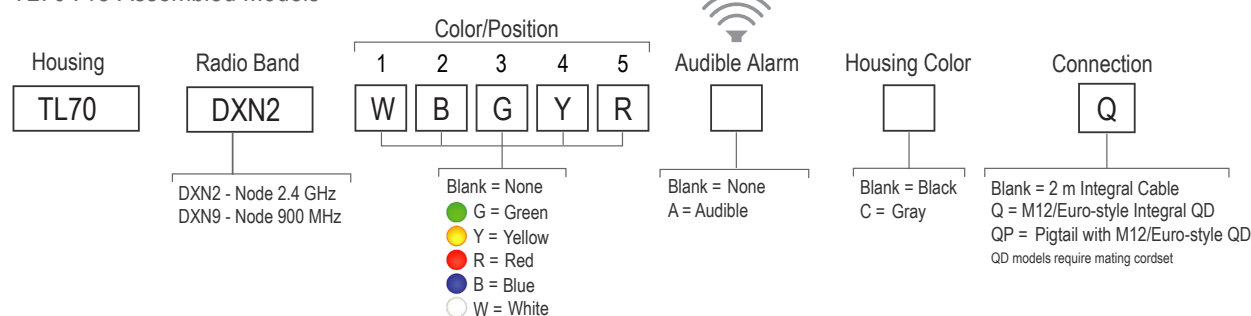 Color/Position
Housing Radio Band 1 2 3 4 5 Audible Alarm Housing Color Connection
TL70 DXN2 W B G Y R Q
DXN2 - Node 2.4 GHz
DXN9 - Node 900 MHz
Blank = None
G = Green
Y = Yellow
R = Red
B = Blue
W = White
Blank = None
A = Audible
Blank = Black
C = Gray
Blank = 2 m Integral Cable
Q = M12/Euro-style Integral QD
QP = Pigtail with M12/Euro-style QD
QD models require mating cordset